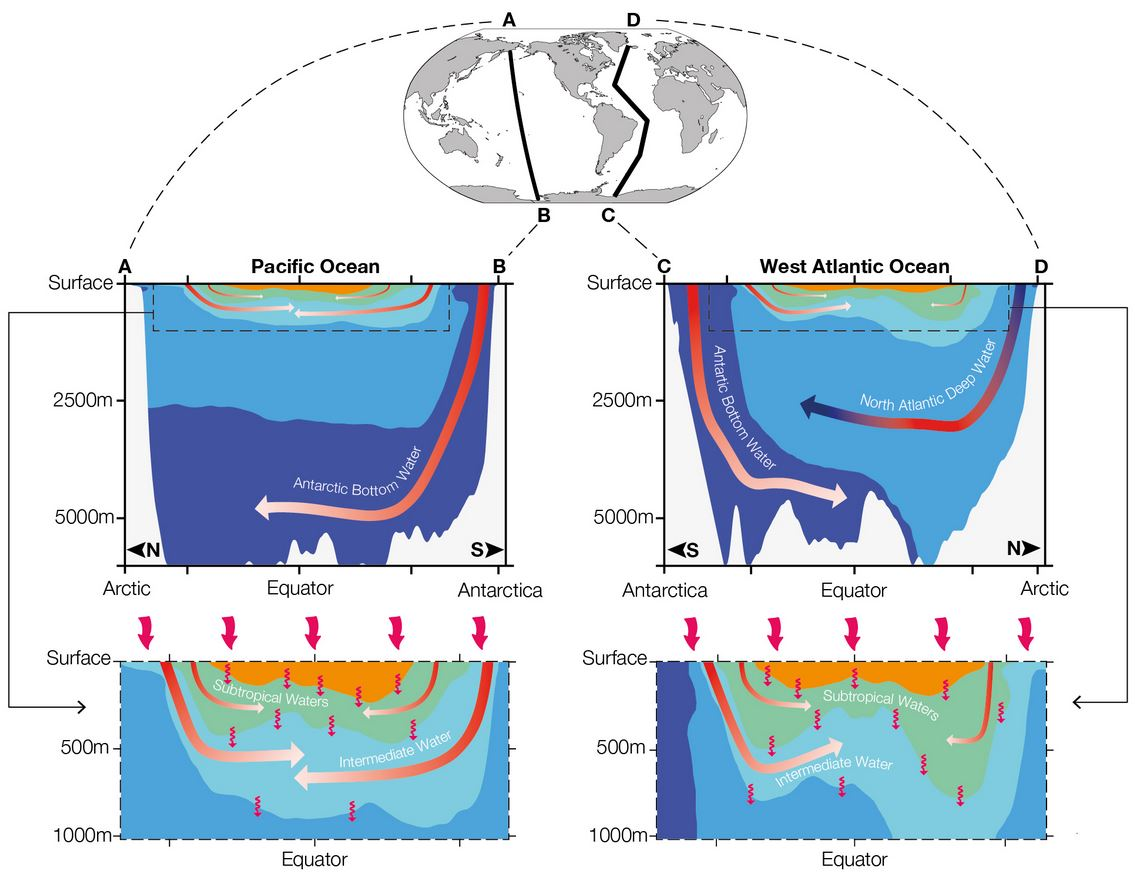 A D
B C
A Pacific Ocean B
C West Atlantic Ocean D
Surface
2500m
5000m
Antarctic Bottom Water
N S
Arctic Equator Antarctica
Surface
2500m
5000m
Antartic Bottom Water
North Atlantic Deep Water
S N
Antarctica Equator Arctic
Surface
500m
1000m
Subtropical Waters
Intermediate Water
Equator
Surface
500m
1000m
Subtropical Waters
Intermediate Water
Equator